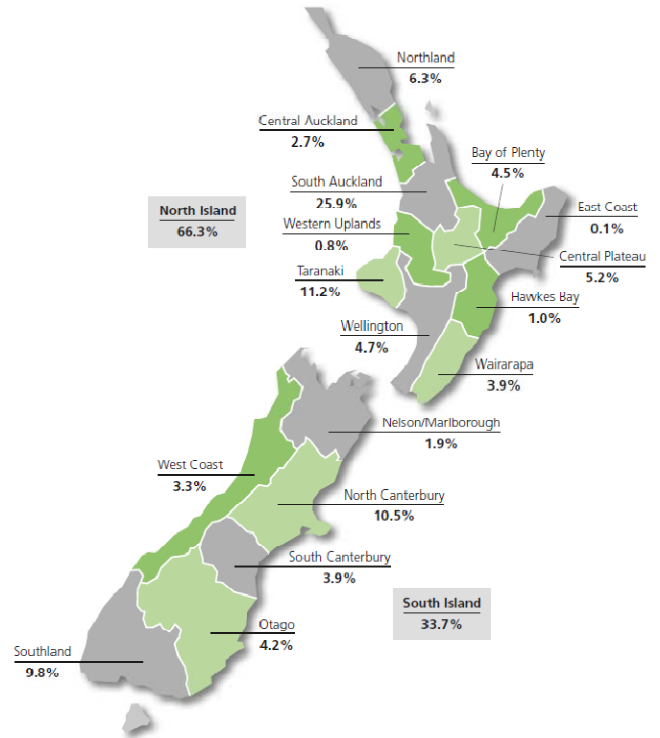 Northland
6.3%
Central Auckland
2.7%
Bay of Plenty
4.5%
South Auckland
25.9%
East Coast
0.1%
North Island
66.3%
Western Uplands
0.8%
Central Plateau
5.2%
Taranaki
11.2%
Hawkes Bay
1.0%
Wellington
4.7%
Wairarapa
3.9%
Nelson/Marlborough
1.9%
West Coast
3.3%
North Canterbury
10.5%
South Canterbury
3.9%
South Island
33.7%
Otago
4.2%
Southland
9.8%